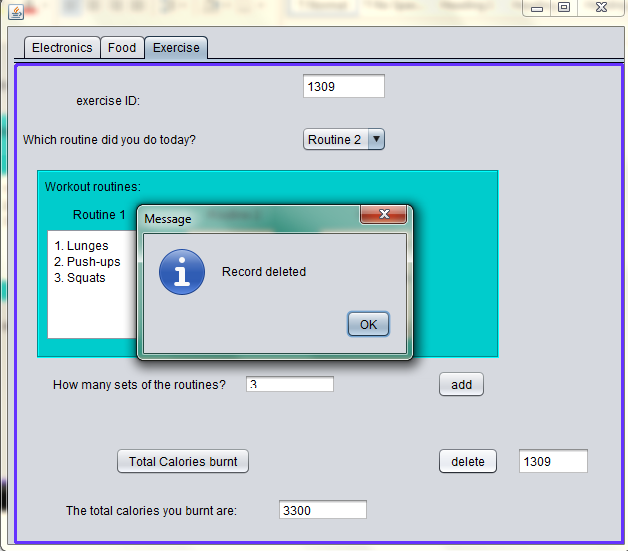 Electronics Food Exercise
exercise ID: 1309
Which routine did you do today? Routine 2
Workout routines:
Routine 1
Message
1. Lunges
2. Push-ups
3. Squats
Record deleted
OK
How many sets of the routines? 3 add
Total Calories burnt delete 1309
The total calories you burnt are: 3300